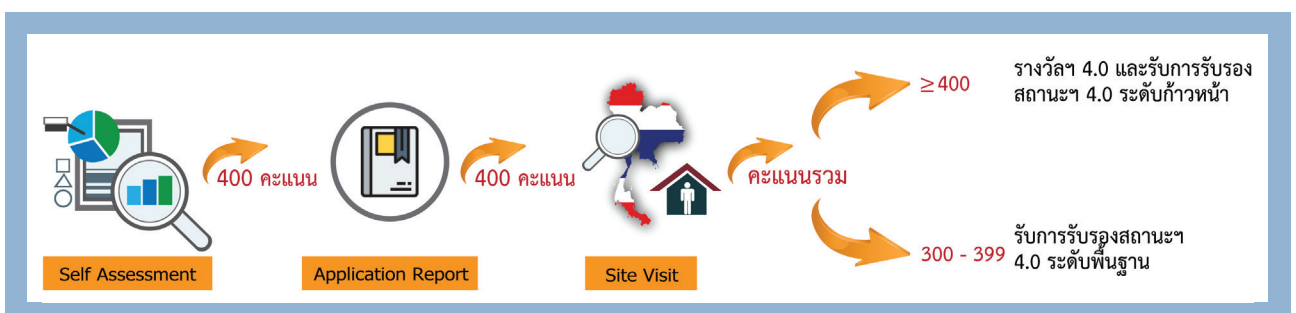 Self Assessment
400 คะแนน
Application Report
400 คะแนน
Site Visit
คะแนนรวม
≥400
รางวัลฯ 4.0 และรับการรับรอง
สถานะฯ 4.0 ระดับก้าวหน้า
300 - 399
รับการรับรองสถานะฯ
4.0 ระดับพื้นฐาน